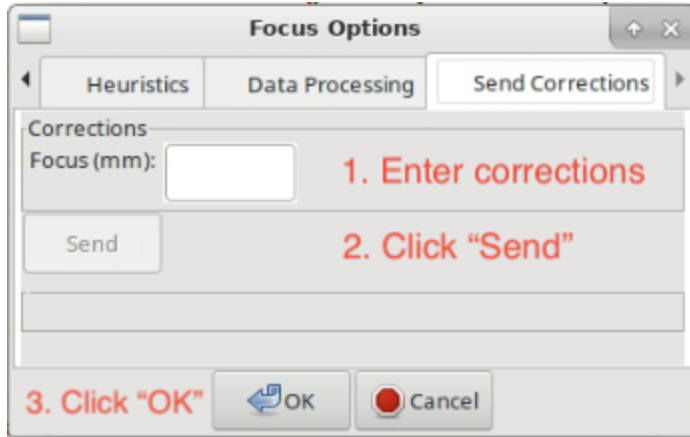 Focus Options
Heuristics Data Processing Send Corrections
Corrections
Focus (mm): 1. Enter corrections
Send 2. Click “Send”
3. Click “OK” OK Cancel